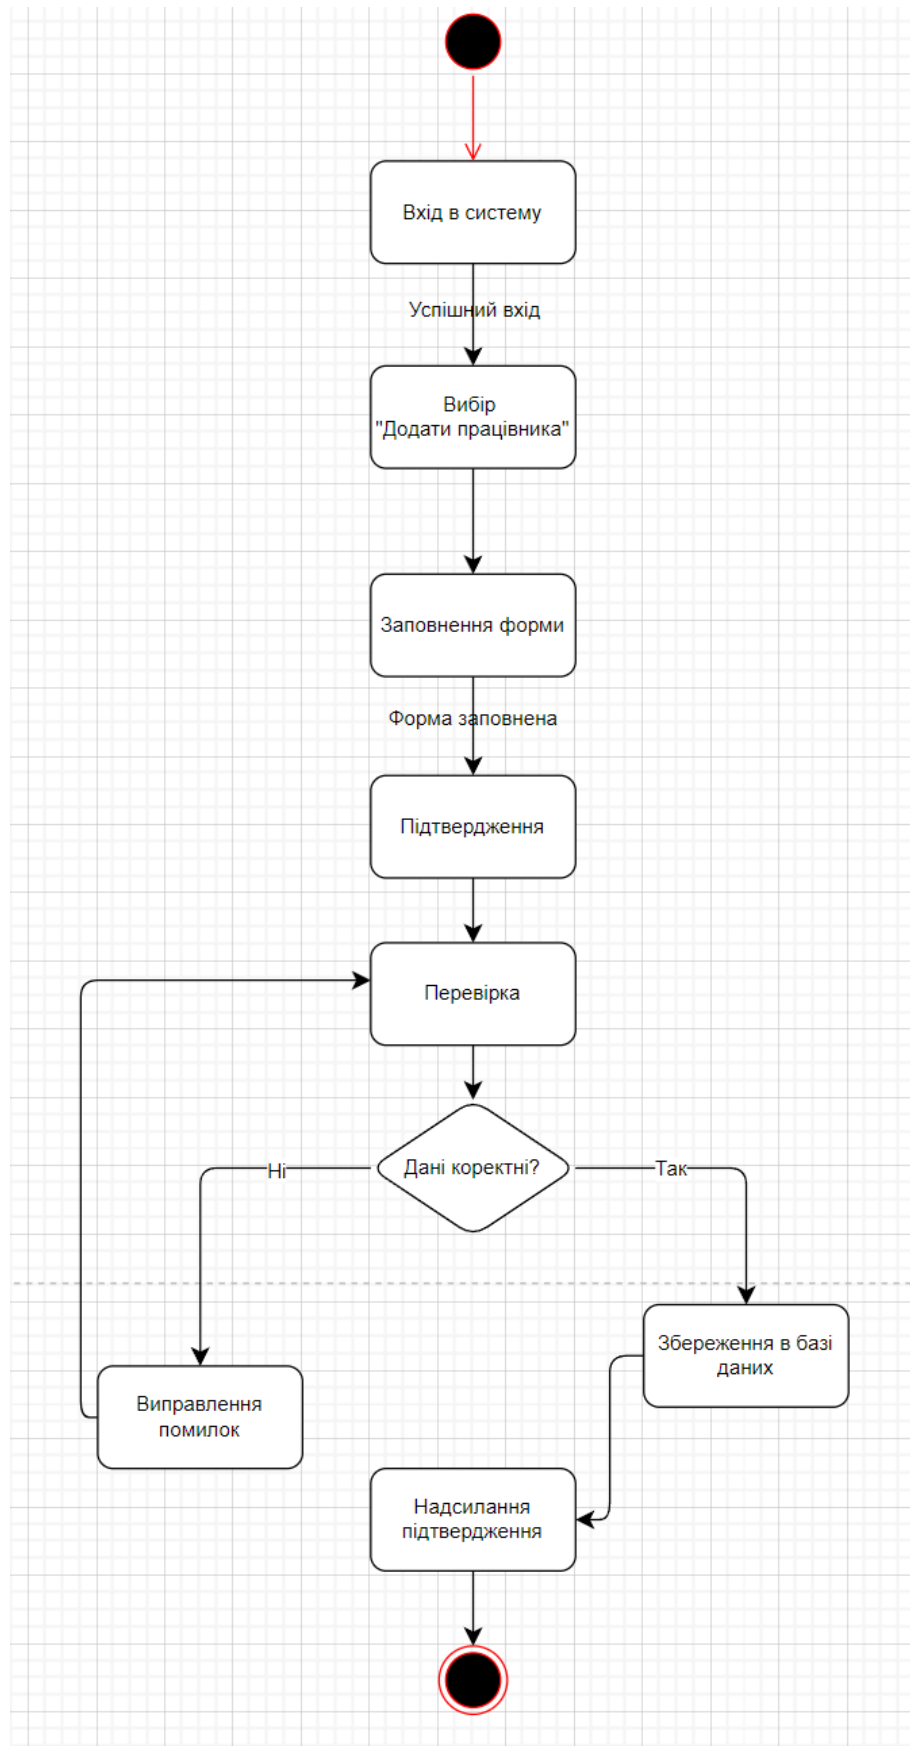 Вхід в систему
Успішний вхід
Вибір
"Додати працівника"
Заповнення форми
Форма заповнена
Підтвердження
Перевірка
Дані коректні?
Ні
Так
Збереження в базі
даних
Виправлення
помилок
Надсилання
підтвердження